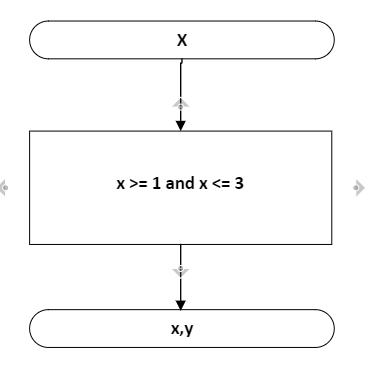 X
x >= 1 and x <= 3
x,y